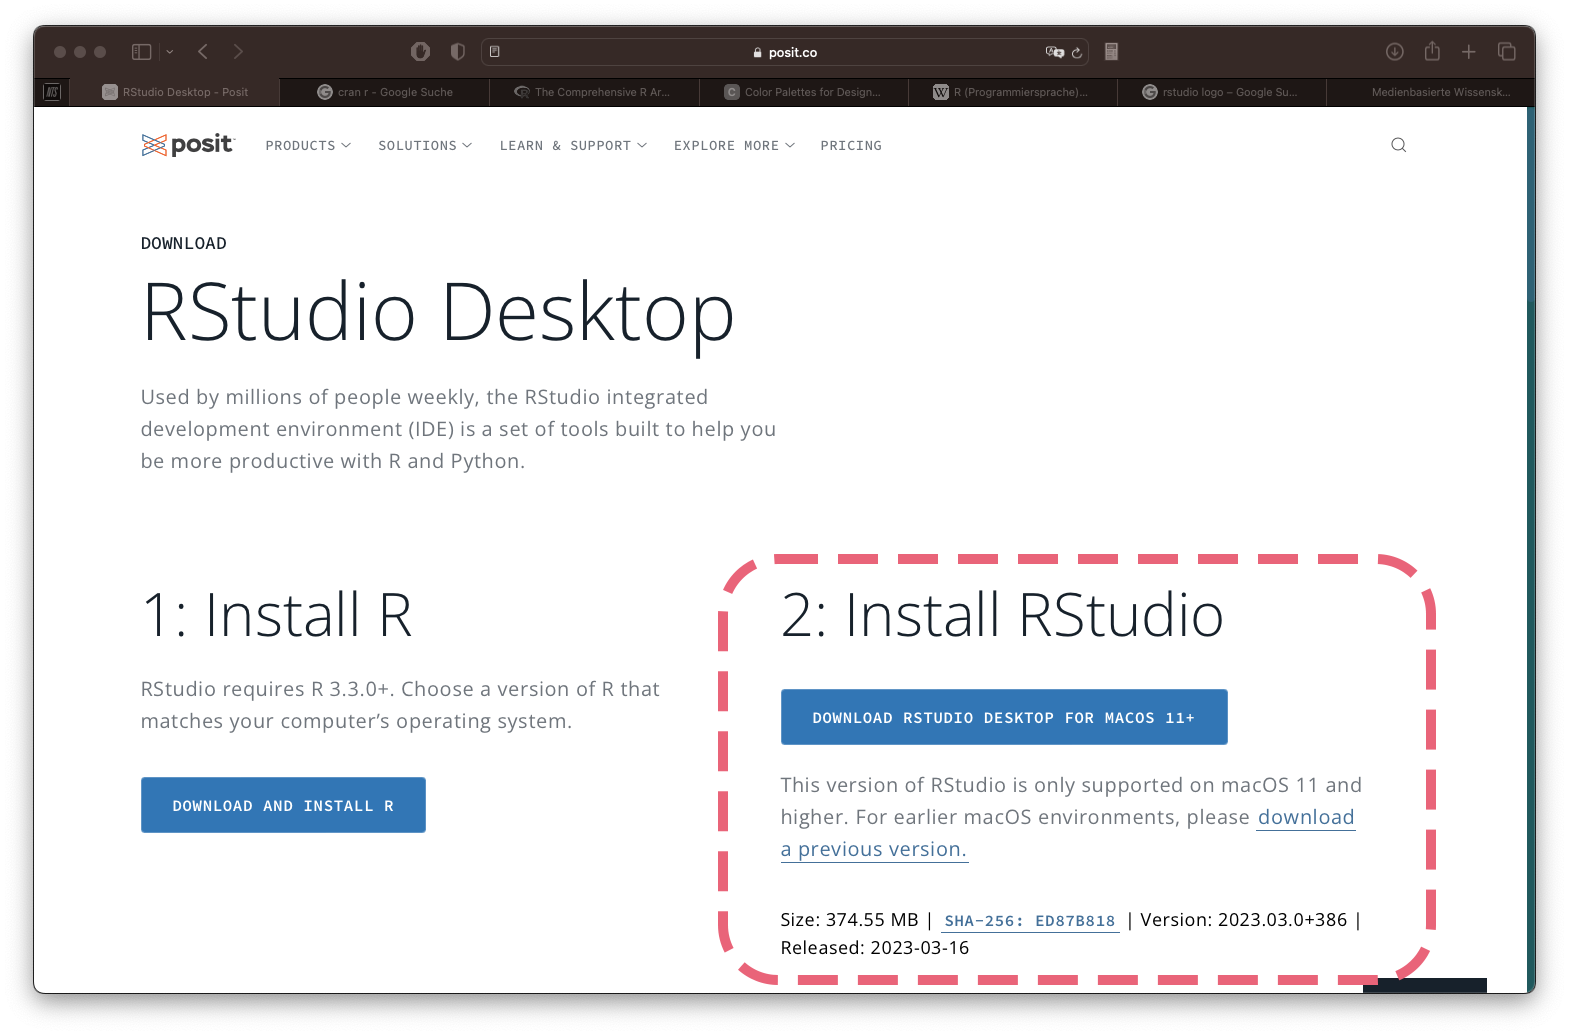 posit.co
RStudio Desktop - Posit
cran r - Google Suche
The Comprehensive R Ar...
Color Palettes for Design...
R (Programmiersprache)...
rstudio logo – Google Su...
Medienbasierte Wissensk...
posit
PRODUCTS
SOLUTIONS
LEARN & SUPPORT
EXPLORE MORE
PRICING
DOWNLOAD
RStudio Desktop
Used by millions of people weekly, the RStudio integrated
development environment (IDE) is a set of tools built to help you
be more productive with R and Python.
1: Install R
RStudio requires R 3.3.0+. Choose a version of R that
matches your computer’s operating system.
DOWNLOAD AND INSTALL R
2: Install RStudio
DOWNLOAD RSTUDIO DESKTOP FOR MACOS 11+
This version of RStudio is only supported on macOS 11 and
higher. For earlier macOS environments, please download
a previous version.
Size: 374.55 MB | SHA-256: ED87B818 | Version: 2023.03.0+386 |
Released: 2023-03-16